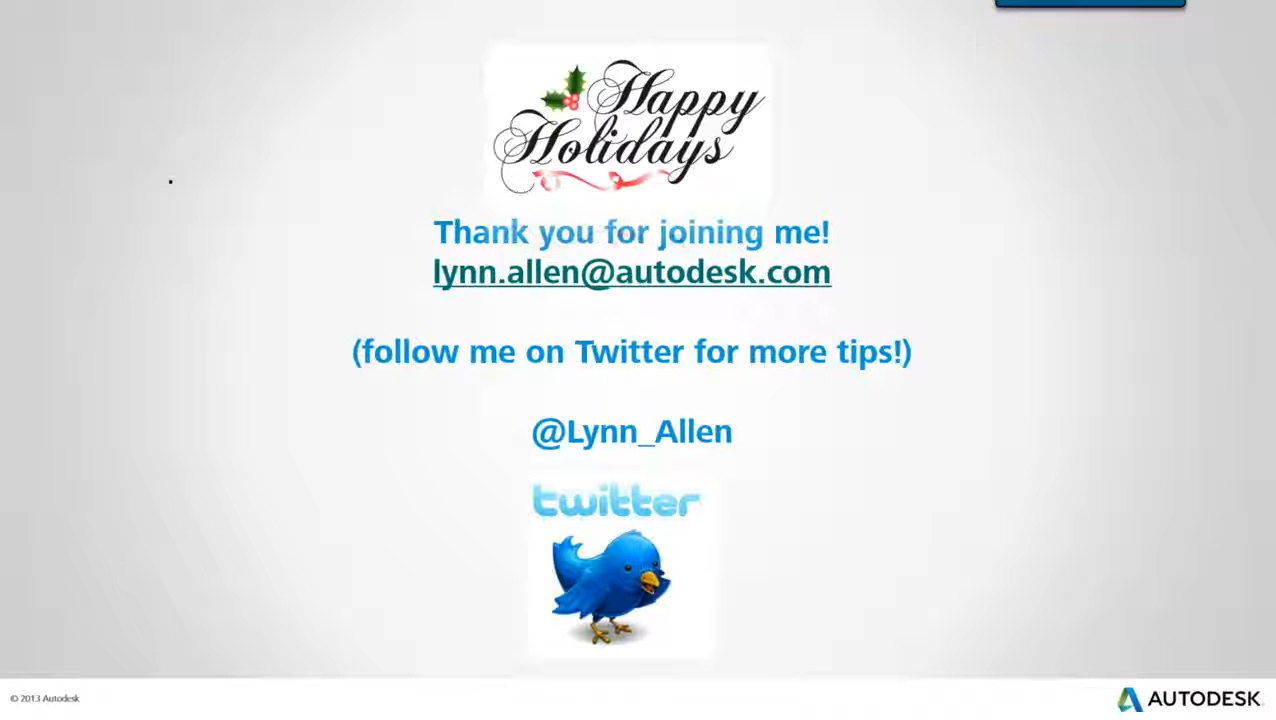 Happy
Holidays
Thank you for joining me!
lynn.allen@autodesk.com
(follow me on Twitter for more tips!)
@Lynn_Allen
twitter
© 2013 Autodesk
AUTODESK